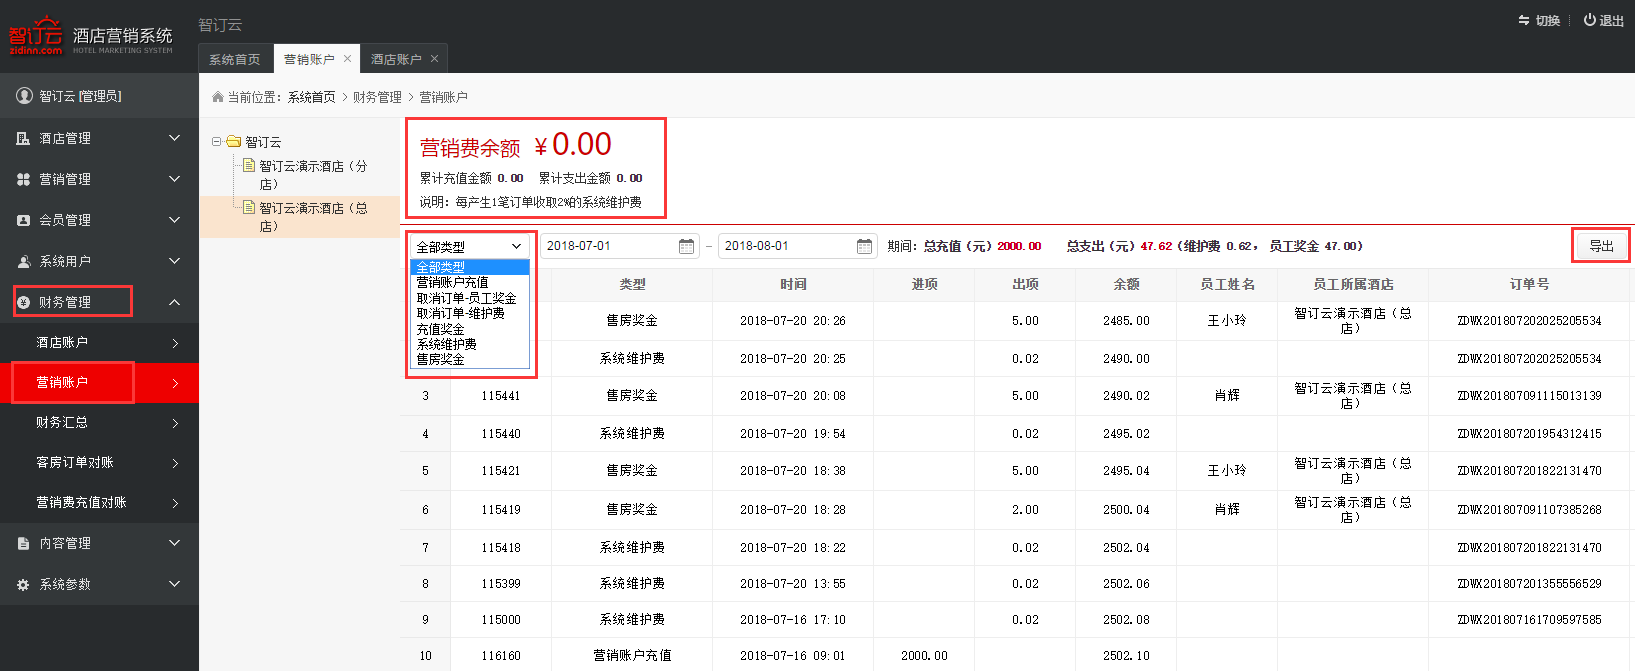 智订云
zidinn.com
酒店营销系统
HOTEL MARKETING SYSTEM
智订云
切换
退出
系统首页
营销账户 ×
酒店账户 ×
智订云 [管理员]
酒店管理
营销管理
会员管理
系统用户
财务管理
酒店账户
营销账户
财务汇总
客房订单对账
营销费充值对账
内容管理
系统参数
当前位置: 系统首页 > 财务管理 > 营销账户
智订云
智订云演示酒店（分
店）
智订云演示酒店（总
店）
营销费余额 ¥0.00
累计充值金额 0.00 累计支出金额 0.00
说明: 每产生1笔订单收取2%的系统维护费
全部类型
2018-07-01 – 2018-08-01
期间: 总充值（元）2000.00 总支出（元）47.62（维护费 0.62, 员工奖金 47.00）
导出
全部类型
营销账户充值
取消订单-员工奖金
取消订单-维护费
充值奖金
系统维护费
售房奖金
类型 时间 进项 出项 余额 员工姓名 员工所属酒店 订单号
售房奖金 2018-07-20 20:26 5.00 2485.00 王小玲 智订云演示酒店（总
店） ZDWX201807202025205534
系统维护费 2018-07-20 20:25 0.02 2490.00 ZDWX201807202025205534
3 115441 售房奖金 2018-07-20 20:08 5.00 2490.02 肖辉 智订云演示酒店（总
店） ZDWX201807091115013139
4 115440 系统维护费 2018-07-20 19:54 0.02 2495.02 ZDWX201807201954312415
5 115421 售房奖金 2018-07-20 18:38 5.00 2495.04 王小玲 智订云演示酒店（总
店） ZDWX201807201822131470
6 115419 售房奖金 2018-07-20 18:28 2.00 2500.04 肖辉 智订云演示酒店（总
店） ZDWX201807091107385268
7 115418 系统维护费 2018-07-20 18:22 0.02 2502.04 ZDWX201807201822131470
8 115399 系统维护费 2018-07-20 13:55 0.02 2502.06 ZDWX201807201355556529
9 115000 系统维护费 2018-07-16 17:10 0.02 2502.08 ZDWX201807161709597585
10 116160 营销账户充值 2018-07-16 09:01 2000.00 2502.10